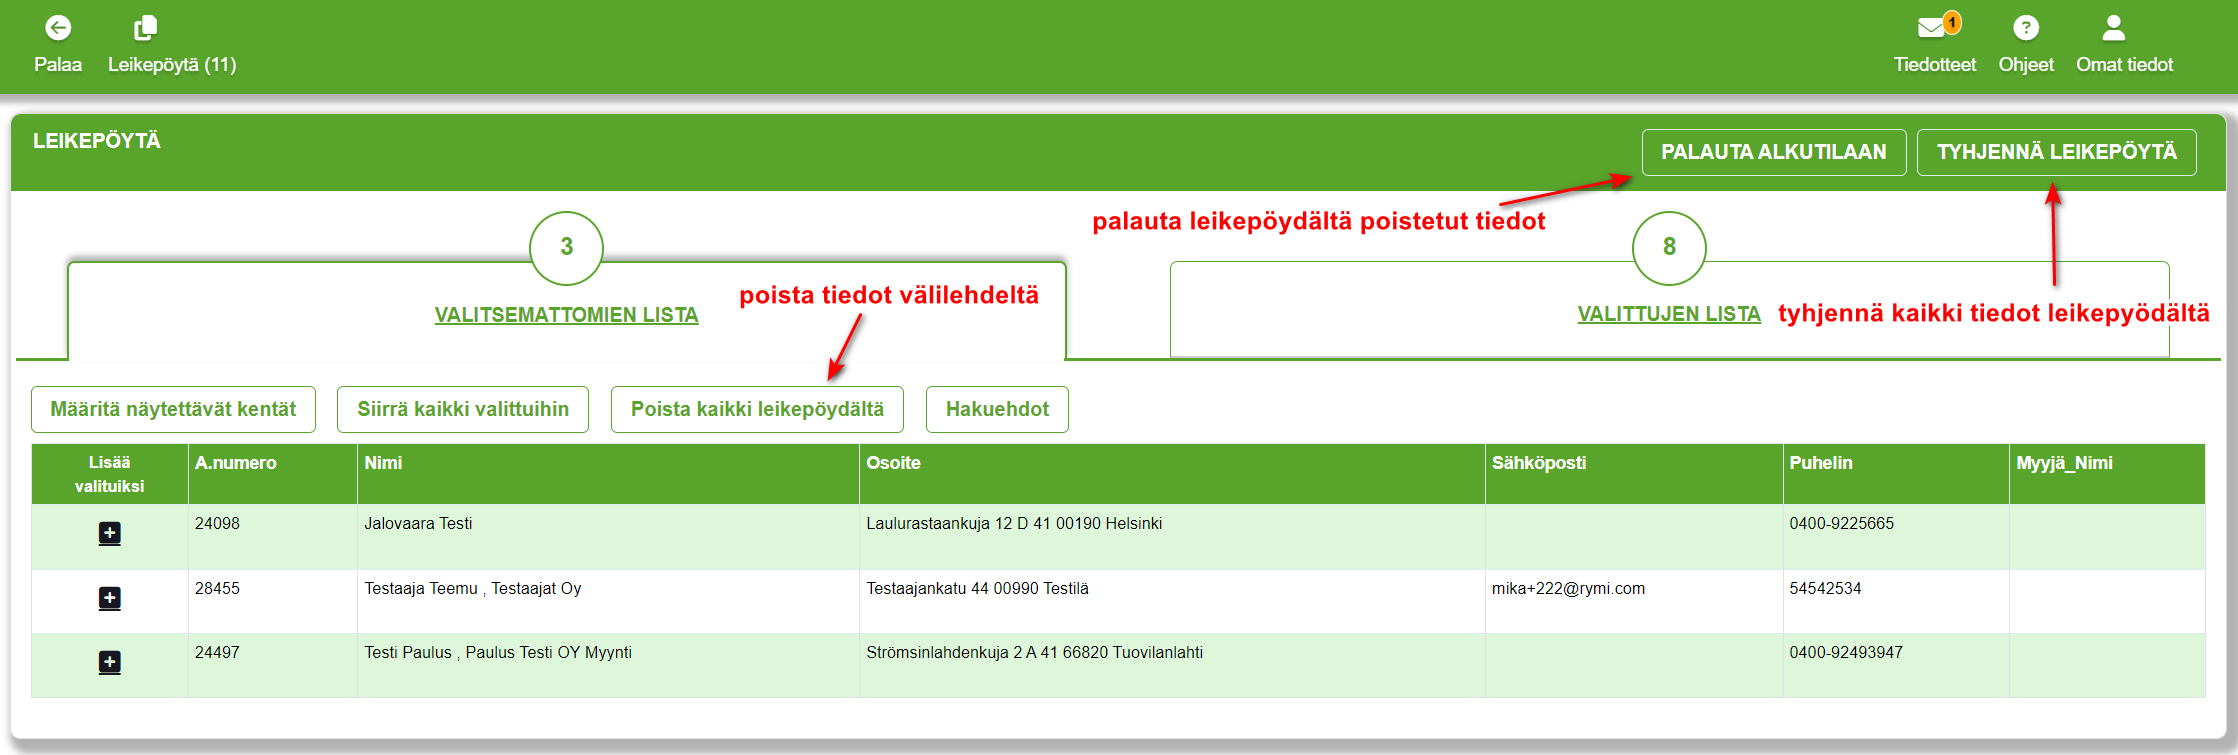 Palaa
Leikepöytä (11)
1
Tiedotteet
?
Ohjeet
Omat tiedot
LEIKEPÖYTÄ
PALAUTA ALKUTILAAN
TYHJENNÄ LEIKEPÖYTÄ
palauta leikepöydältä poistetut tiedot
3
VALITSEMATTOMIEN LISTA
poista tiedot välilehdeltä
8
VALITTUJEN LISTA
tyhjennä kaikki tiedot leikepyödältä
Määritä näytettävät kentät
Siirrä kaikki valittuihin
Poista kaikki leikepöydältä
Hakuehdot
Lisää
valituiksi
A.numero
Nimi
Osoite
Sähköposti
Puhelin
Myyjä_Nimi
24098
Jalovaara Testi
Laulurastaankuja 12 D 41 00190 Helsinki
0400-9225665
28455
Testaaja Teemu , Testaajat Oy
Testaajankatu 44 00990 Testilä
mika+222@rymi.com
54542534
24497
Testi Paulus , Paulus Testi OY Myynti
Strömsinlahdenkuja 2 A 41 66820 Tuovilanlahti
0400-92493947